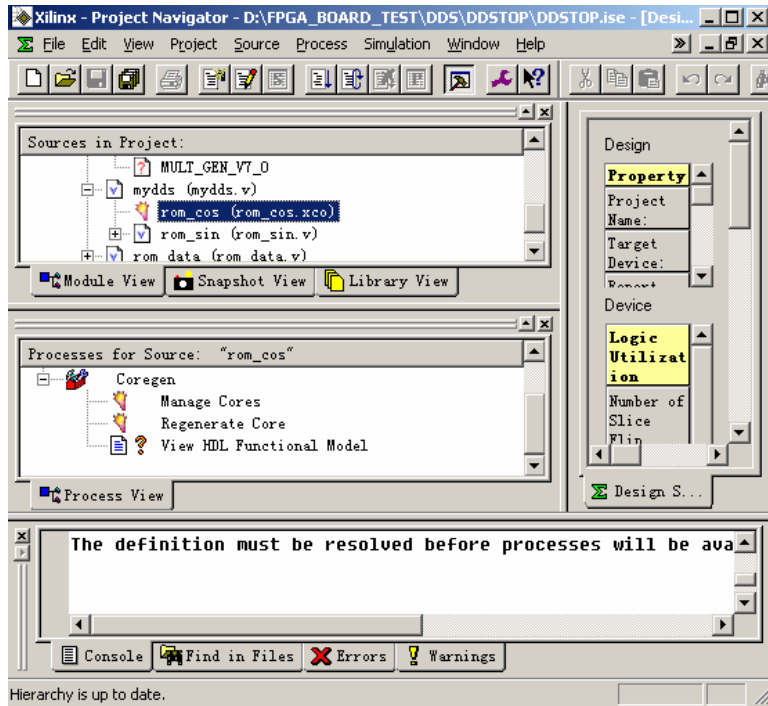 Xilinx - Project Navigator - D:\FPGA_BOARD_TEST\DDS\DDSTOP\DDSTOP.ise - [Desi...
File Edit View Project Source Process Simulation Window Help
Sources in Project:
MULT_GEN_V7_0
mydds (mydds.v)
rom_cos (rom_cos.xco)
rom_sin (rom_sin.v)
rom data (rom data.v)
Module View Snapshot View Library View
Processes for Source: "rom_cos"
Coregen
Manage Cores
Regenerate Core
View HDL Functional Model
Process View
Design
Property
Project
Name:
Target
Device:
Report
Device
Logic
Utilizat
ion
Number of
Slice
Flip
Design S...
The definition must be resolved before processes will be ava
Console Find in Files Errors Warnings
Hierarchy is up to date.